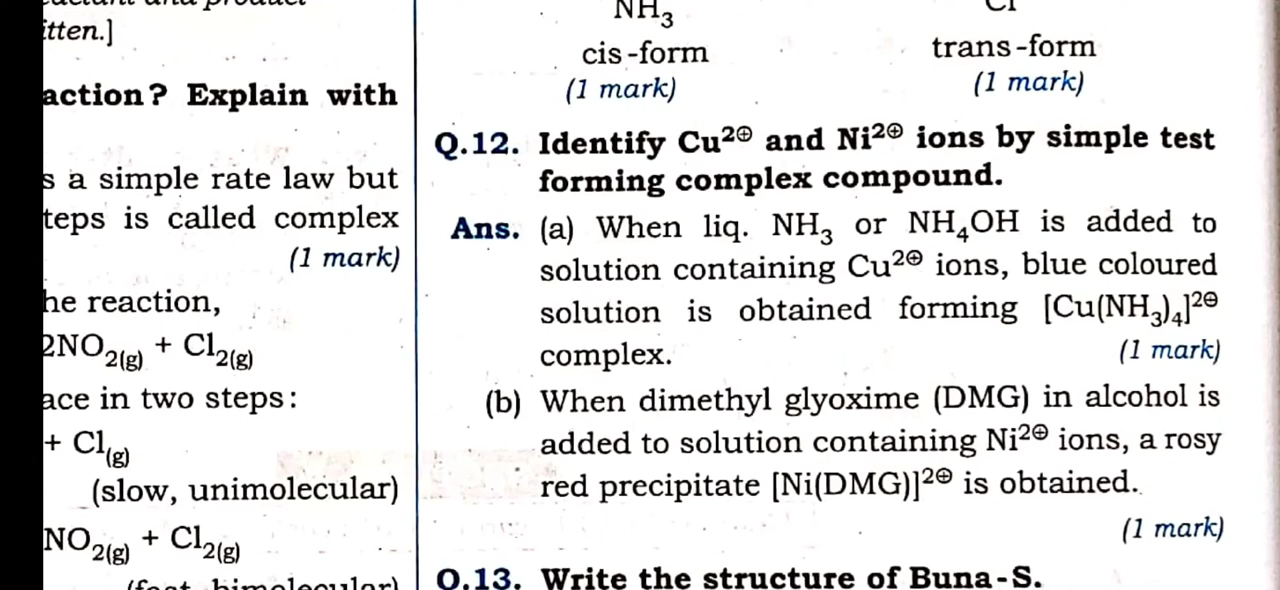 itten.]
action? Explain with
s a simple rate law but
teps is called complex
(1 mark)
he reaction,
2NO2(g) + Cl2(g)
ace in two steps:
+ Cl(g)
(slow, unimolecular)
NO2(g) + Cl2(g)
NH3
Cl
cis-form
trans-form
(1 mark)
(1 mark)
Q.12. Identify Cu2⊕ and Ni2⊕ ions by simple test
forming complex compound.
Ans. (a) When liq. NH3 or NH4OH is added to
solution containing Cu2⊕ ions, blue coloured
solution is obtained forming [Cu(NH3)4]2⊕
complex. (1 mark)
(b) When dimethyl glyoxime (DMG) in alcohol is
added to solution containing Ni2⊕ ions, a rosy
red precipitate [Ni(DMG)]2⊕ is obtained.
(1 mark)
Q.13. Write the structure of Buna-S.